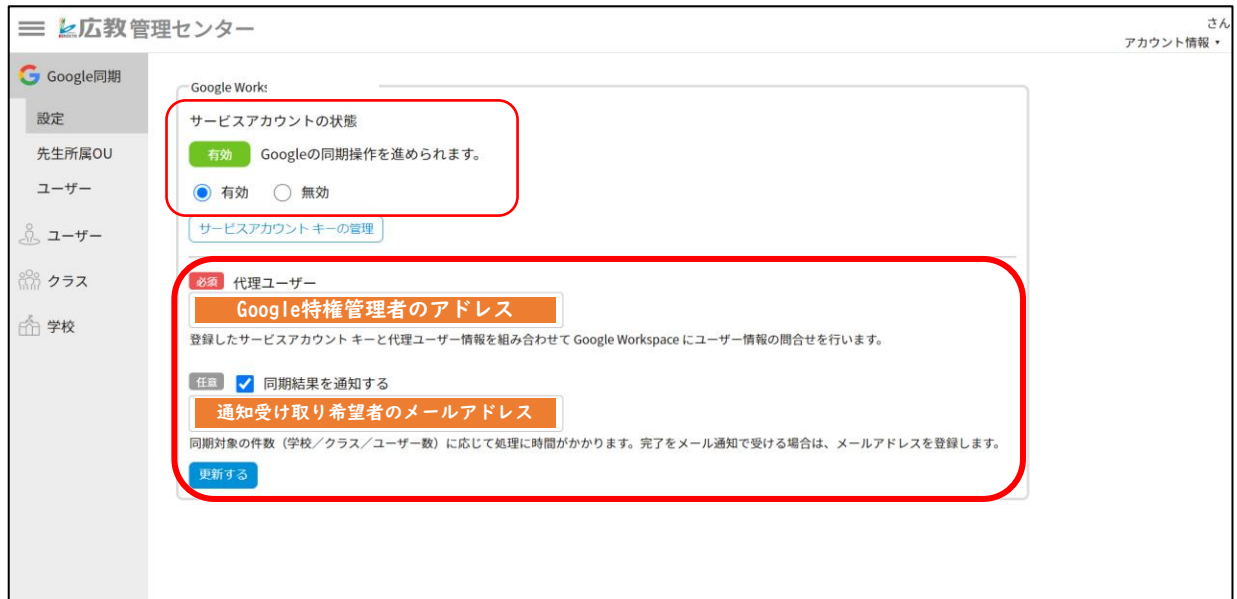 広教管理センター
さん
アカウント情報
Google同期
設定
先生所属OU
ユーザー
ユーザー
クラス
学校
Google Works
サービスアカウントの状態
有効 Googleの同期操作を進められます。
有効 無効
サービスアカウント キーの管理
必須 代理ユーザー
Google特権管理者のアドレス
登録したサービスアカウント キーと代理ユーザー情報を組み合わせて Google Workspace にユーザー情報の問合せを行います。
任意 同期結果を通知する
通知受け取り希望者のメールアドレス
同期対象の件数（学校／クラス／ユーザー数）に応じて処理に時間がかかります。完了をメール通知で受ける場合は、メールアドレスを登録します。
更新する